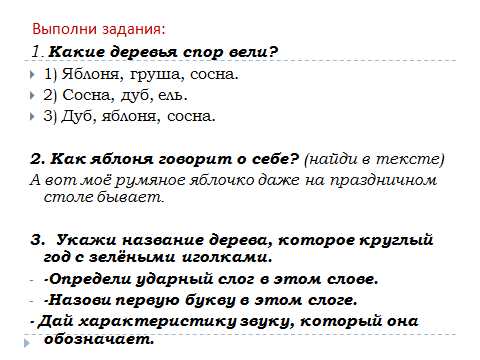 Выполни задания:
1. Какие деревья спор вели?
1) Яблоня, груша, сосна.
2) Сосна, дуб, ель.
3) Дуб, яблоня, сосна.
2. Как яблоня говорит о себе? (найди в тексте)
А вот моё румяное яблочко даже на праздничном
столе бывает.
3. Укажи название дерева, которое круглый
год с зелёными иголками.
- -Определи ударный слог в этом слове.
- -Назови первую букву в этом слоге.
- Дай характеристику звуку, который она
обозначает.